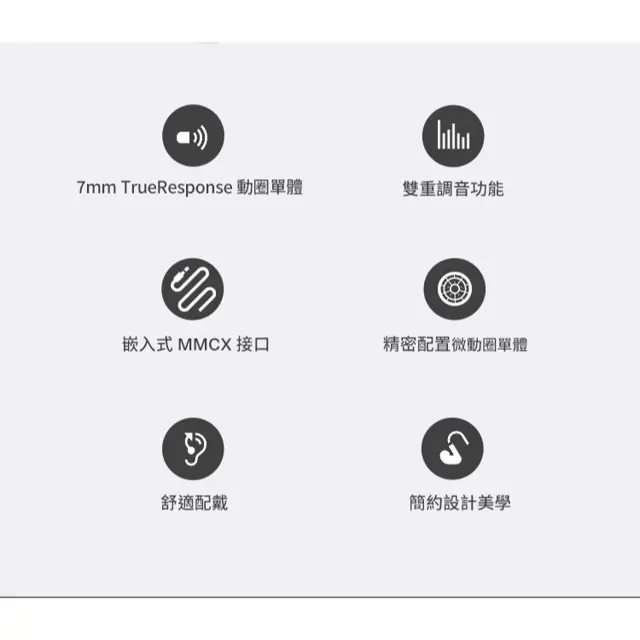 7mm TrueResponse 動圈單體
雙重調音功能
嵌入式 MMCX 接口
精密配置微動圈單體
舒適配戴
簡約設計美學